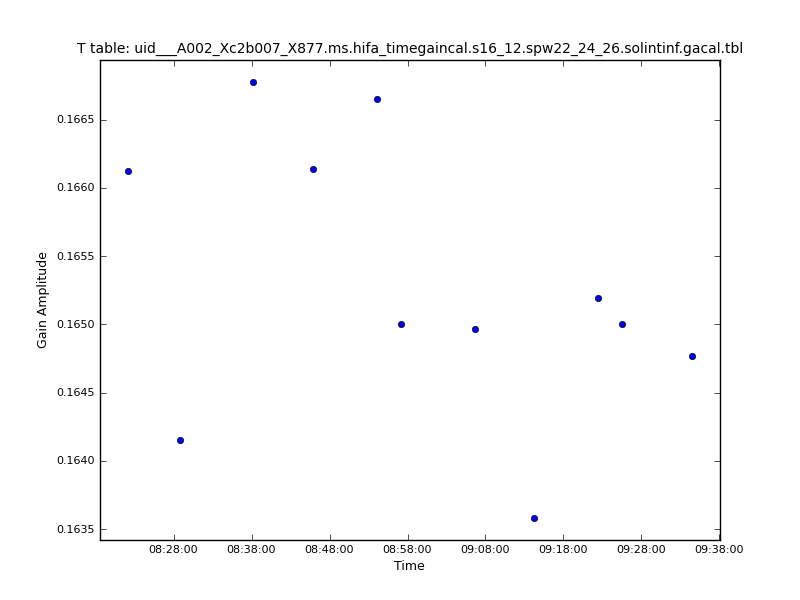 T table: uid___A002_Xc2b007_X877.ms.hifa_timegaincal.s16_12.spw22_24_26.solintinf.gacal.tbl
Gain Amplitude
0.1665
0.1660
0.1655
0.1650
0.1645
0.1640
0.1635
08:28:00 08:38:00 08:48:00 08:58:00 09:08:00 09:18:00 09:28:00 09:38:00
Time